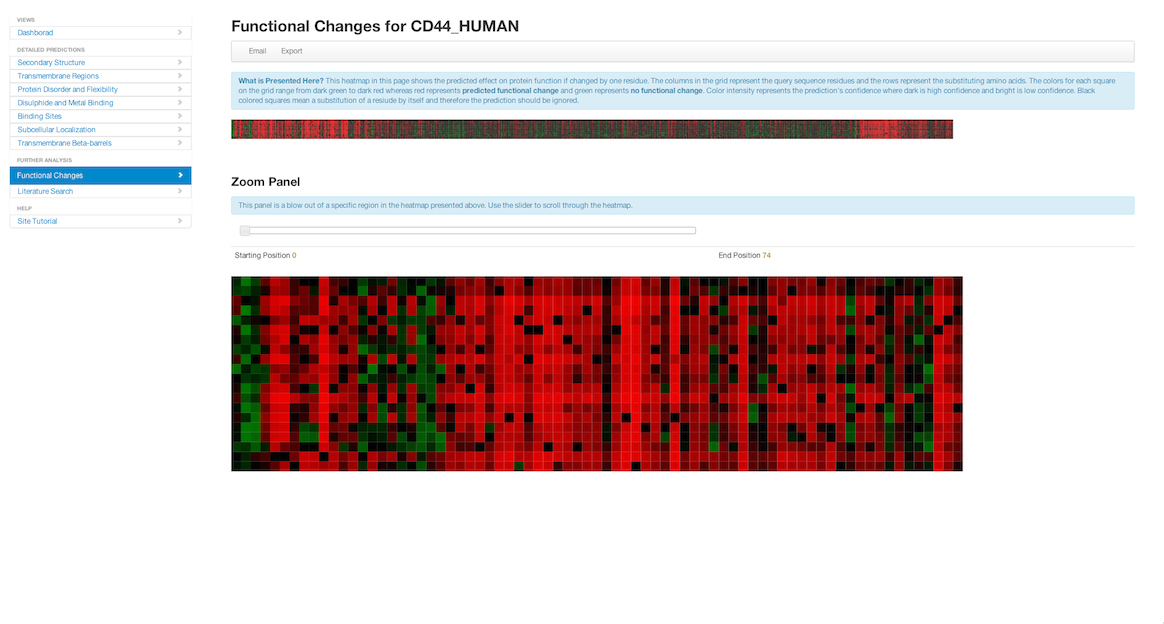 VIEWS
Dashborad
DETAILED PREDICTIONS
Secondary Structure
Transmembrane Regions
Protein Disorder and Flexibility
Disulphide and Metal Binding
Binding Sites
Subcellular Localization
Transmembrane Beta-barrels
FURTHER ANALYSIS
Functional Changes
Literature Search
HELP
Site Tutorial
Functional Changes for CD44_HUMAN
Email Export
What is Presented Here? This heatmap in this page shows the predicted effect on protein function if changed by one residue. The columns in the grid represent the query sequence residues and the rows represent the substituting amino acids. The colors for each square
on the grid range from dark green to dark red whereas red represents predicted functional change and green represents no functional change. Color intensity represents the prediction's confidence where dark is high confidence and bright is low confidence. Black
colored squares mean a substitution of a resiude by itself and therefore the prediction should be ignored.
Zoom Panel
This panel is a blow out of a specific region in the heatmap presented above. Use the slider to scroll through the heatmap.
Starting Position 0 End Position 74